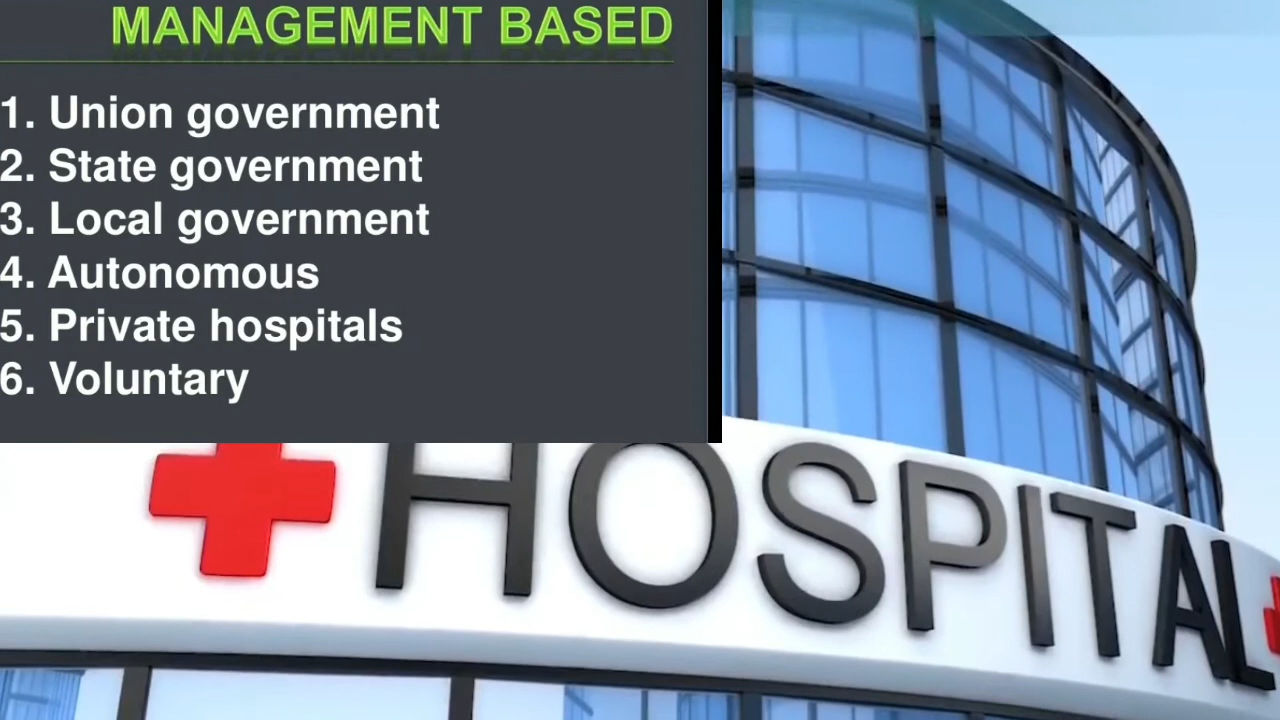 MANAGEMENT BASED
1. Union government
2. State government
3. Local government
4. Autonomous
5. Private hospitals
6. Voluntary
HOSPITAL